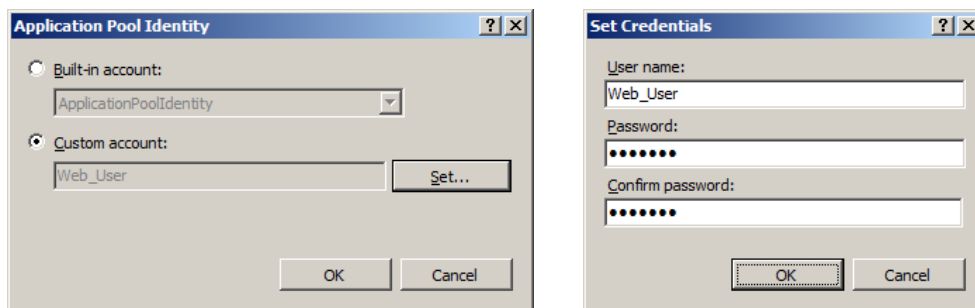 Application Pool Identity
Built-in account:
ApplicationPoolIdentity
Custom account:
Web_User
Set...
OK
Cancel
Set Credentials
User name:
Web_User
Password:
●●●●●●●
Confirm password:
●●●●●●●
OK
Cancel